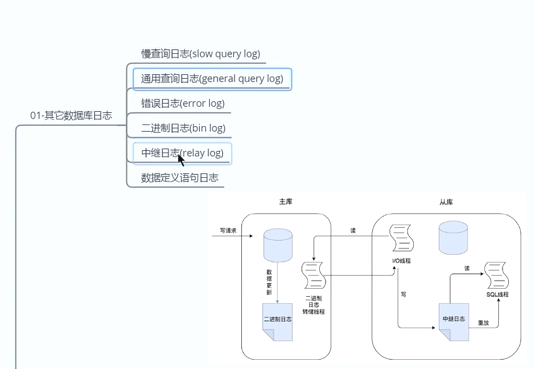 慢查询日志(slow query log)
通用查询日志(general query log)
错误日志(error log)
01-其它数据库日志
二进制日志(bin log)
中继日志(relay log)
数据定义语句日志
主库
从库
写请求
读
I/O线程
数据更新
二进制
日志
转储线程
二进制日志
写
读
SQL线程
中继日志
重放